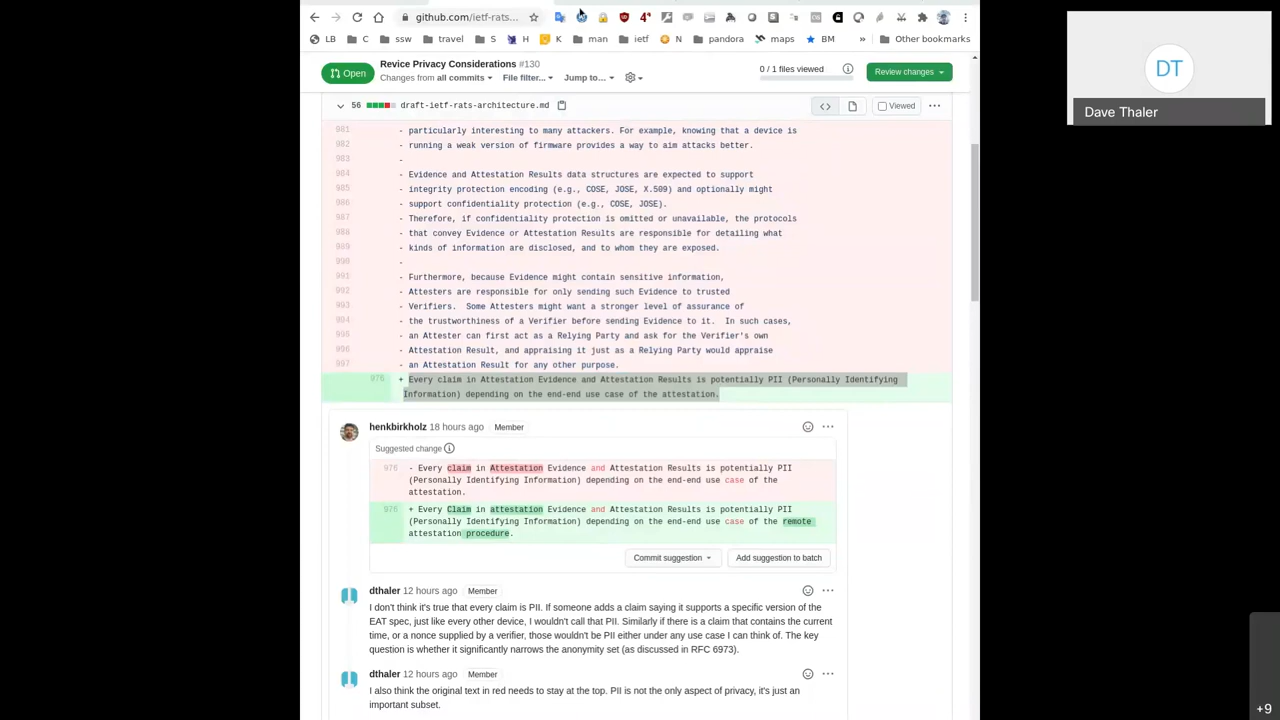 github.com/ietf-rats...
LB C ssw travel S H K man ietf N pandora maps BM » Other bookmarks
Open Revice Privacy Considerations #130
Changes from all commits File filter... Jump to...
0 / 1 files viewed Review changes
56 draft-ietf-rats-architecture.md Viewed
981 - particularly interesting to many attackers. For example, knowing that a device is
982 - running a weak version of firmware provides a way to aim attacks better.
983 -
984 - Evidence and Attestation Results data structures are expected to support
985 - integrity protection encoding (e.g., COSE, JOSE, X.509) and optionally might
986 - support confidentiality protection (e.g., COSE, JOSE).
987 - Therefore, if confidentiality protection is omitted or unavailable, the protocols
988 - that convey Evidence or Attestation Results are responsible for detailing what
989 - kinds of information are disclosed, and to whom they are exposed.
990 -
991 - Furthermore, because Evidence might contain sensitive information,
992 - Attesters are responsible for only sending such Evidence to trusted
993 - Verifiers.  Some Attesters might want a stronger level of assurance of
994 - the trustworthiness of a Verifier before sending Evidence to it.  In such cases,
995 - an Attester can first act as a Relying Party and ask for the Verifier's own
996 - Attestation Result, and appraising it just as a Relying Party would appraise
997 - an Attestation Result for any other purpose.
976 + Every claim in Attestation Evidence and Attestation Results is potentially PII (Personally Identifying
Information) depending on the end-end use case of the attestation.
henkbirkholz 18 hours ago Member
Suggested change
976 - Every claim in Attestation Evidence and Attestation Results is potentially PII
(Personally Identifying Information) depending on the end-end use case of the
attestation.
976 + Every Claim in attestation Evidence and Attestation Results is potentially PII
(Personally Identifying Information) depending on the end-end use case of the remote
attestation procedure.
Commit suggestion Add suggestion to batch
dthaler 12 hours ago Member
I don't think it's true that every claim is PII. If someone adds a claim saying it supports a specific version of the
EAT spec, just like every other device, I wouldn't call that PII. Similarly if there is a claim that contains the current
time, or a nonce supplied by a verifier, those wouldn't be PII either under any use case I can think of. The key
question is whether it significantly narrows the anonymity set (as discussed in RFC 6973).
dthaler 12 hours ago Member
I also think the original text in red needs to stay at the top. PII is not the only aspect of privacy, it's just an
important subset.
DT
Dave Thaler
+9